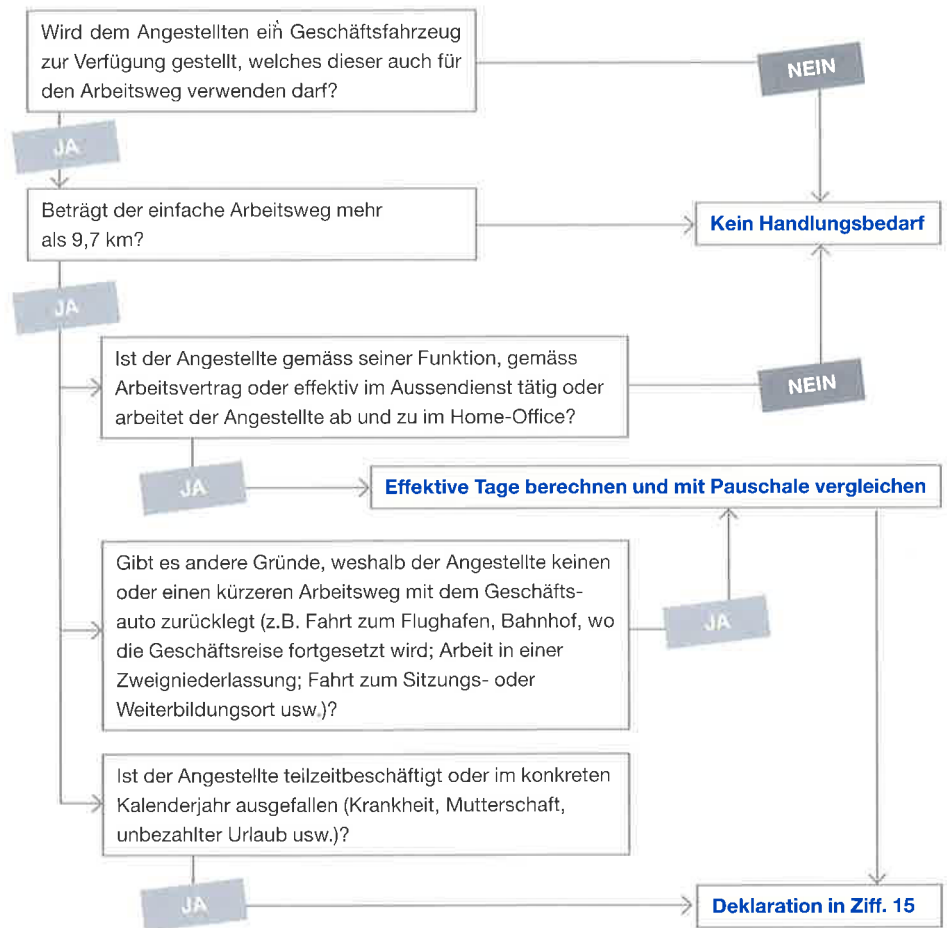 Wird dem Angestellten ein Geschäftsfahrzeug
zur Verfügung gestellt, welches dieser auch für
den Arbeitsweg verwenden darf?
NEIN
JA
Beträgt der einfache Arbeitsweg mehr
als 9,7 km?
Kein Handlungsbedarf
JA
Ist der Angestellte gemäss seiner Funktion, gemäss
Arbeitsvertrag oder effektiv im Aussendienst tätig oder
arbeitet der Angestellte ab und zu im Home-Office?
NEIN
JA
Effektive Tage berechnen und mit Pauschale vergleichen
Gibt es andere Gründe, weshalb der Angestellte keinen
oder einen kürzeren Arbeitsweg mit dem Geschäfts-
auto zurücklegt (z.B. Fahrt zum Flughafen, Bahnhof, wo
die Geschäftsreise fortgesetzt wird; Arbeit in einer
Zweigniederlassung; Fahrt zum Sitzungs- oder
Weiterbildungsort usw.)?
JA
Ist der Angestellte teilzeitbeschäftigt oder im konkreten
Kalenderjahr ausgefallen (Krankheit, Mutterschaft,
unbezahlter Urlaub usw.)?
JA
Deklaration in Ziff. 15